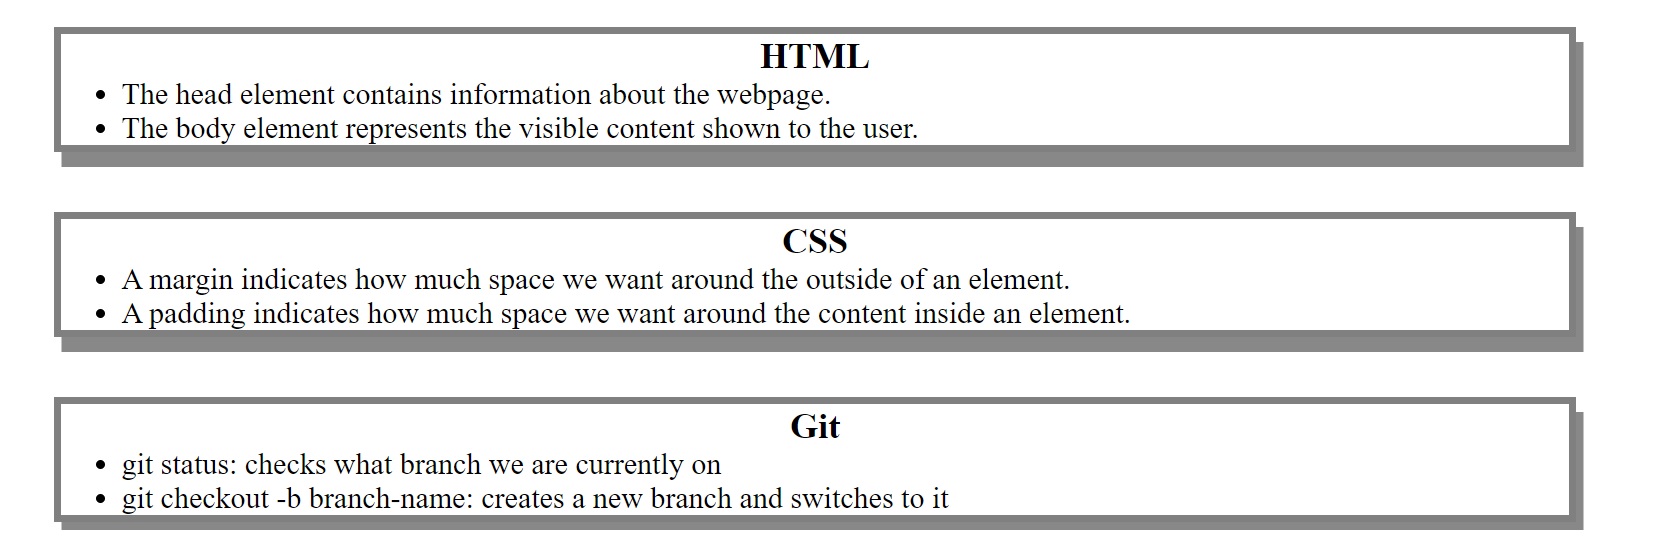 HTML
• The head element contains information about the webpage.
• The body element represents the visible content shown to the user.
CSS
• A margin indicates how much space we want around the outside of an element.
• A padding indicates how much space we want around the content inside an element.
Git
• git status: checks what branch we are currently on
• git checkout -b branch-name: creates a new branch and switches to it